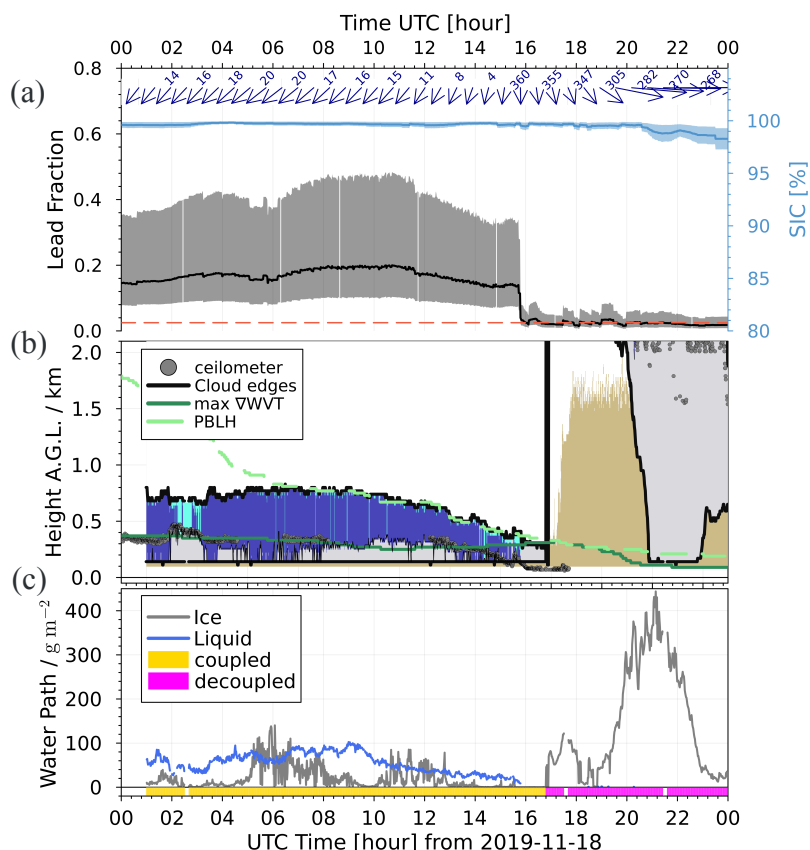 Time UTC [hour]
00 02 04 06 08 10 12 14 16 18 20 22 00
(a)
0.8
0.6
0.4
0.2
0.0
Lead Fraction
14 16 18 20 20 17 16 15 11 8 4 360 355 347 305 282 270 268
100
95
90
85
80
SIC [%]
(b)
2.0
1.5
1.0
0.5
0.0
Height A.G.L. / km
ceilometer
Cloud edges
max ∇WVT
PBLH
(c)
400
300
200
100
0
Water Path / g m⁻²
Ice
Liquid
coupled
decoupled
00 02 04 06 08 10 12 14 16 18 20 22 00
UTC Time [hour] from 2019-11-18